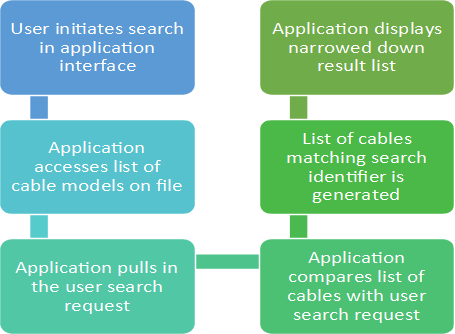 User initiates search
in application
interface
Application
accesses list of
cable models on file
Application pulls in
the user search
request
Application
compares list of
cables with user
search request
List of cables
matching search
identifier is
generated
Application displays
narrowed down
result list